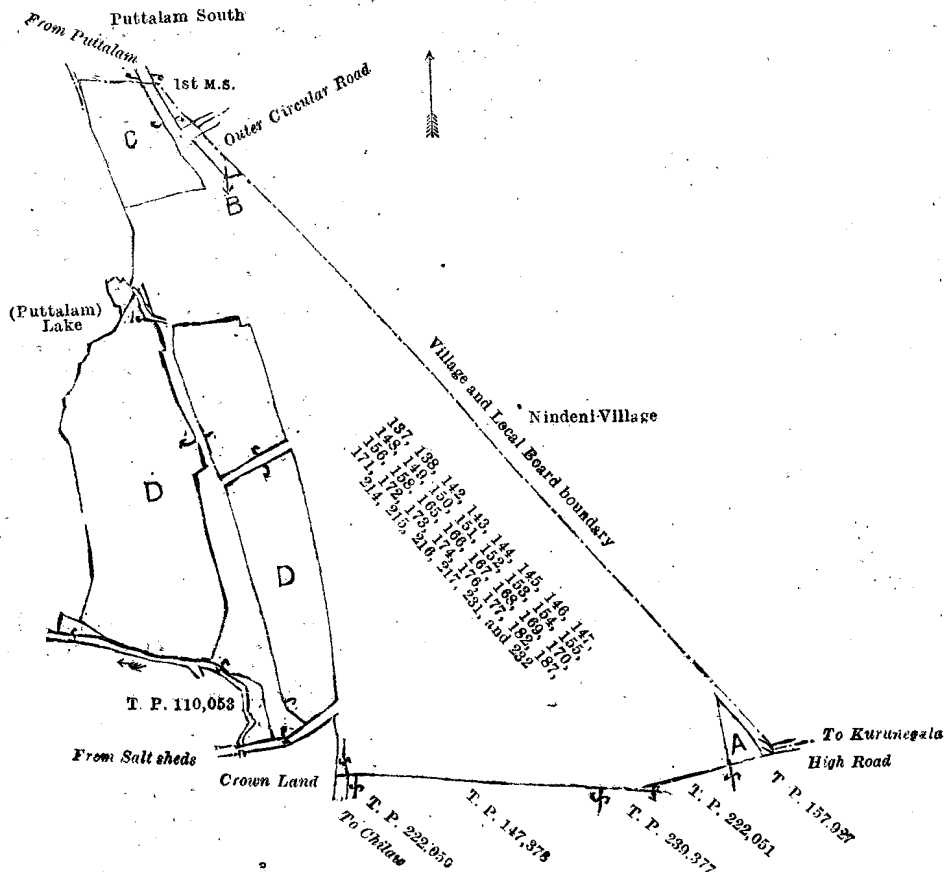 Puttalam South
From Puttalam
1st M.S.
Outer Circular Road
C
B
(Puttalam)
Lake
Village and Local Board boundary
Nindeni Village
137, 138, 142, 143, 144, 145, 146, 147,
148, 149, 150, 151, 152, 153, 154, 155,
156, 158, 165, 166, 167, 168, 169, 170,
171, 172, 173, 174, 176, 177, 182, 187,
214, 215, 216, 217, 231, and 232
D
D
T. P. 110,053
A
To Kurunegala
High Road
From Salt sheds
Crown Land
To Chilaw
T. P. 222,050
T. P. 147,378
T. P. 239,377
T. P. 222,051
T. P. 157,927